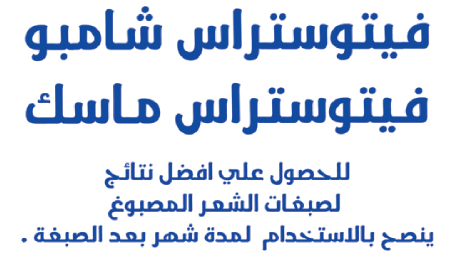 فيتوستراس شامبو
فيتوستراس ماسك
للحصول علي افضل نتائج
لصبغات الشعر المصبوغ
ينصح بالاستخدام لمدة شهر بعد الصبغة .